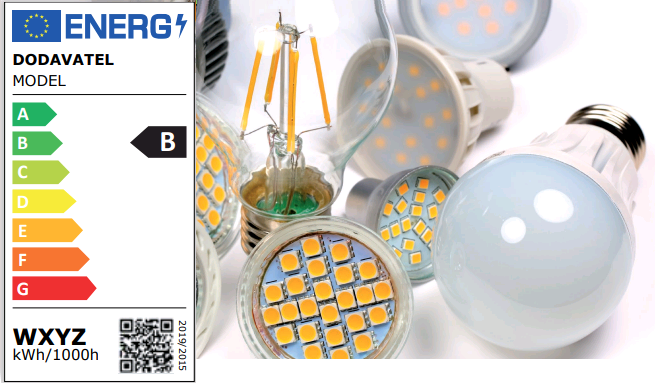 ENERG
DODAVATEL
MODEL
A
B
B
C
D
E
F
G
WXYZ
kWh/1000h
2019/2015